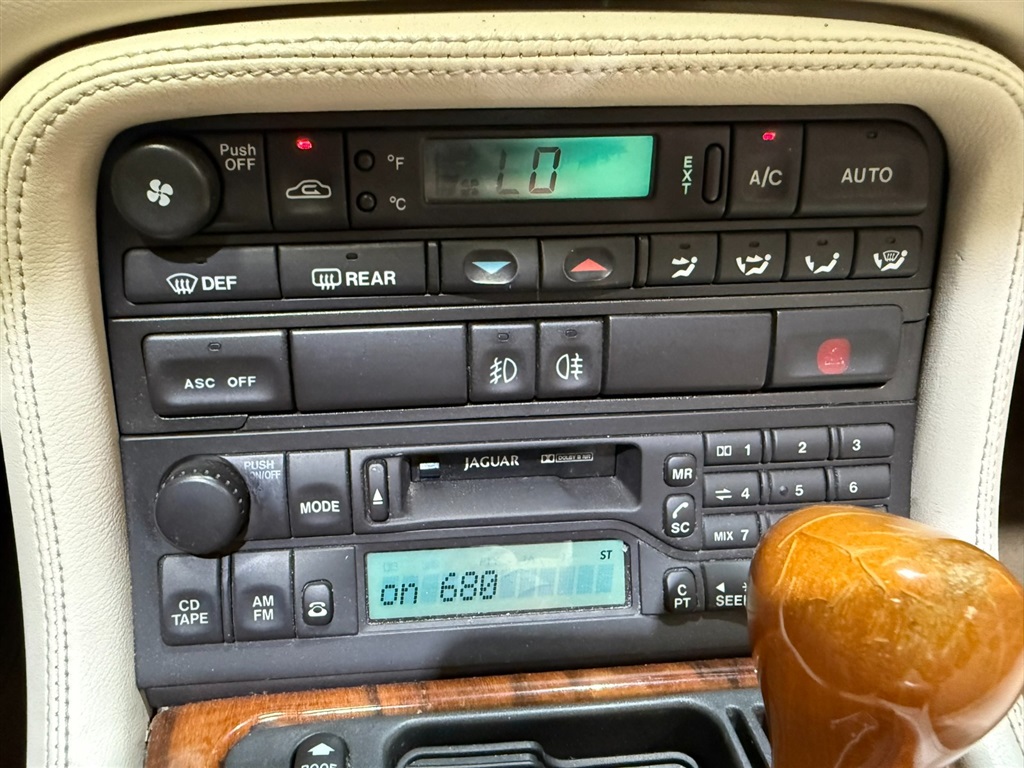 Push OFF
°F
LO
°C
EXT
A/C
AUTO
DEF
REAR
ASC OFF
PUSH ON/OFF
MODE
JAGUAR
DOLBY B NR
MR
1
2
3
4
5
6
SC
MIX 7
CD TAPE
AM FM
on 680
ST
C PT